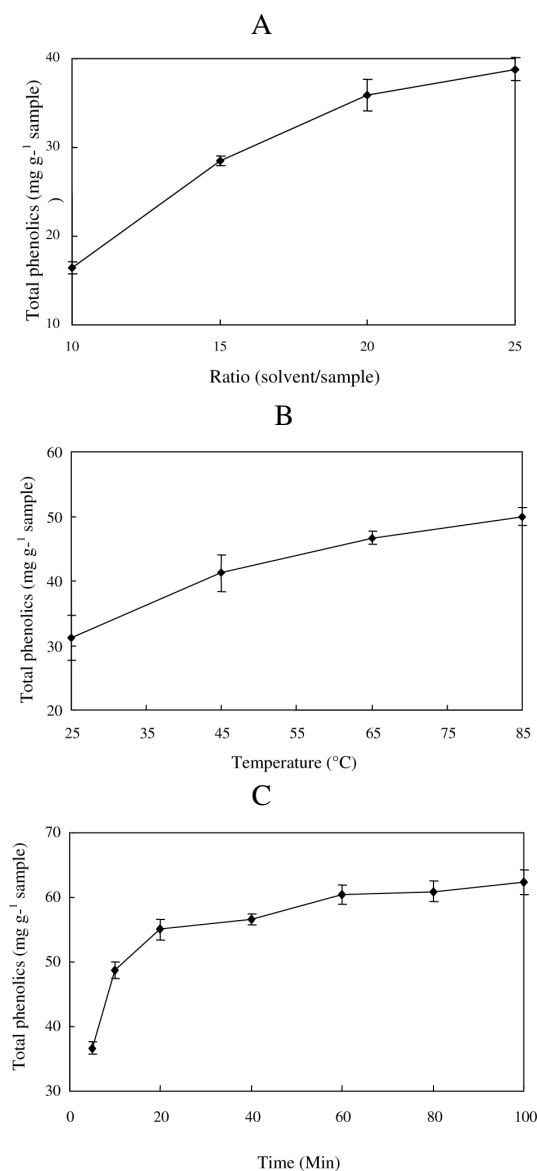 A
Total phenolics (mg g-1 sample)
)
40
30
20
10
10 15 20 25
Ratio (solvent/sample)
B
Total phenolics (mg g-1 sample)
60
50
40
30
20
25 35 45 55 65 75 85
Temperature (°C)
C
Total phenolics (mg g-1 sample)
70
60
50
40
30
0 20 40 60 80 100
Time (Min)